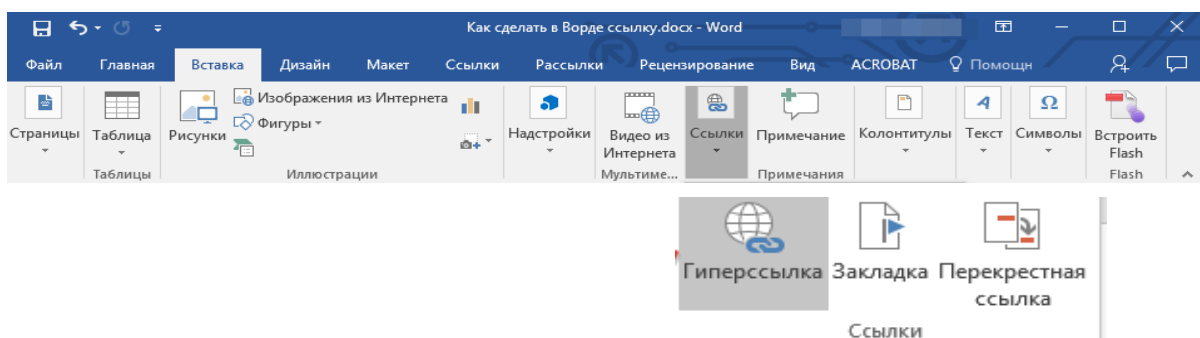 Как сделать в Ворде ссылку.docx - Word
Файл Главная Вставка Дизайн Макет Ссылки Рассылки Рецензирование Вид ACROBAT Помощн
Страницы Таблица Рисунки Изображения из Интернета Фигуры Надстройки Видео из Интернета Ссылки Примечание Колонтитулы Текст Символы Встроить Flash
Таблицы Иллюстрации Мультиме... Примечания Flash
Гиперссылка Закладка Перекрестная
ссылка
Ссылки